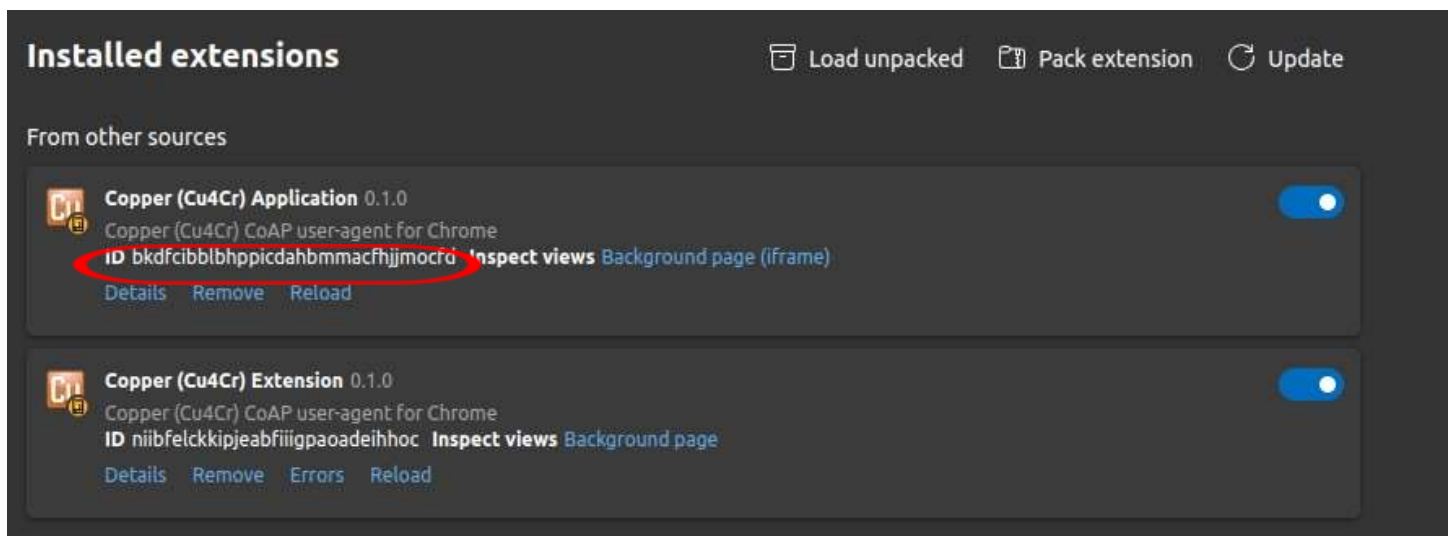 Installed extensions
Load unpacked Pack extension Update
From other sources
Cu
Copper (Cu4Cr) Application 0.1.0
Copper (Cu4Cr) CoAP user-agent for Chrome
ID bkdfcibblbhppicdahbmmacfhjjmocfd Inspect views Background page (iframe)
Details Remove Reload
Cu
Copper (Cu4Cr) Extension 0.1.0
Copper (Cu4Cr) CoAP user-agent for Chrome
ID niibfelckkipjeabfiiigpaoadeihhoc Inspect views Background page
Details Remove Errors Reload